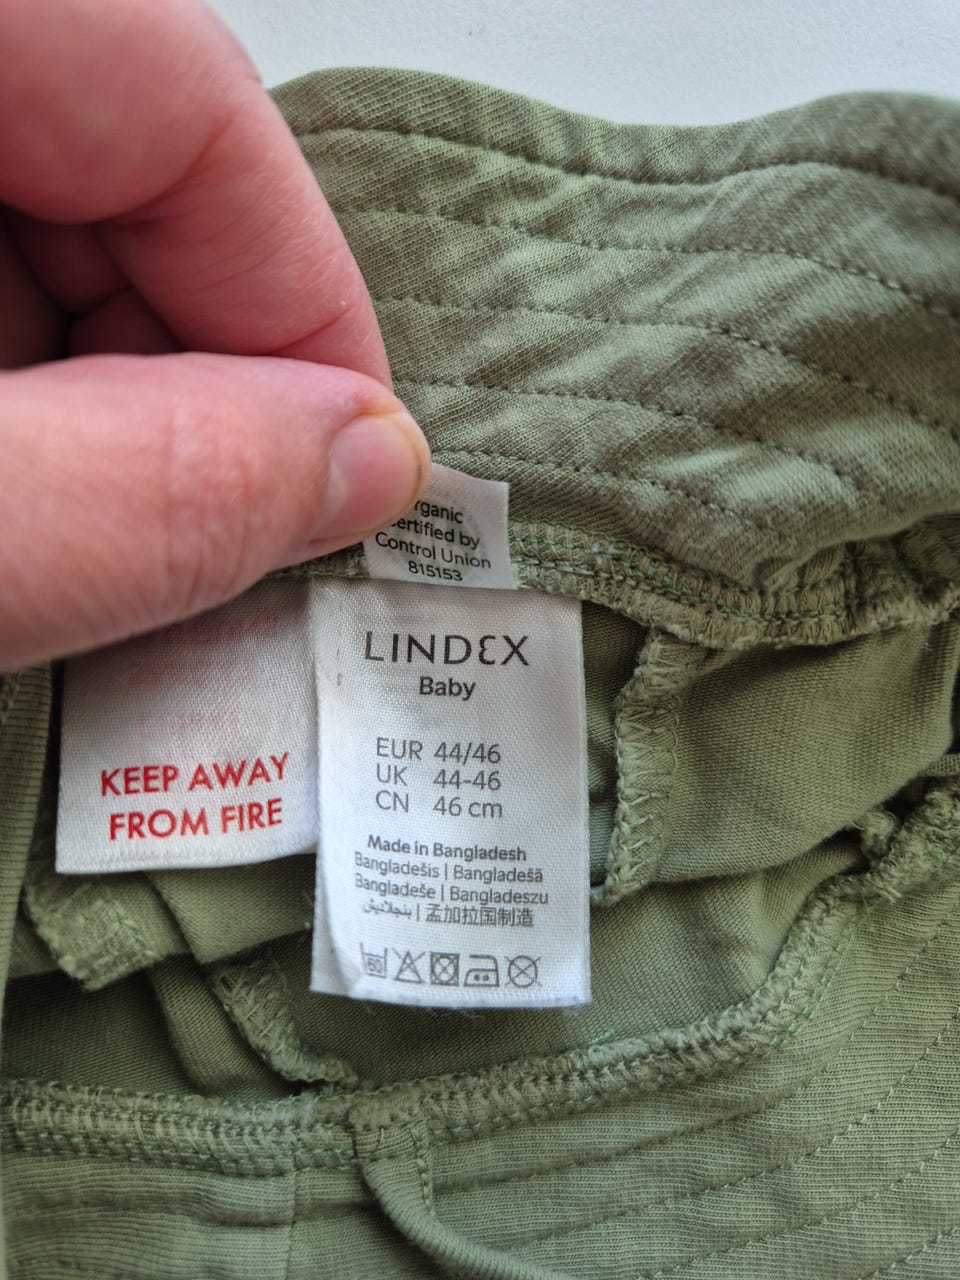 rganic
ertified by
Control Union
815153
LINDEX
Baby
EUR 44/46
UK 44-46
CN 46 cm
Made in Bangladesh
Bangladešis | Bangladešā
Bangladeše | Bangladeszu
بنجلاديش | 孟加拉国制造
60
KEEP AWAY
FROM FIRE